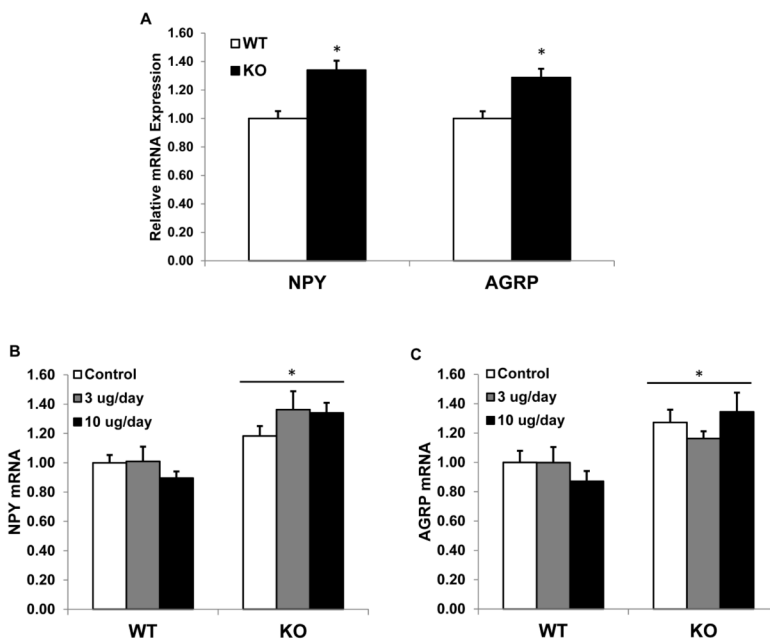 A
Relative mRNA Expression
1.60
1.40
1.20
1.00
0.80
0.60
0.40
0.20
0.00
WT
KO
*
*
NPY
AGRP
B
NPY mRNA
1.60
1.40
1.20
1.00
0.80
0.60
0.40
0.20
0.00
Control
3 ug/day
10 ug/day
*
WT
KO
C
AGRP mRNA
1.60
1.40
1.20
1.00
0.80
0.60
0.40
0.20
0.00
Control
3 ug/day
10 ug/day
*
WT
KO